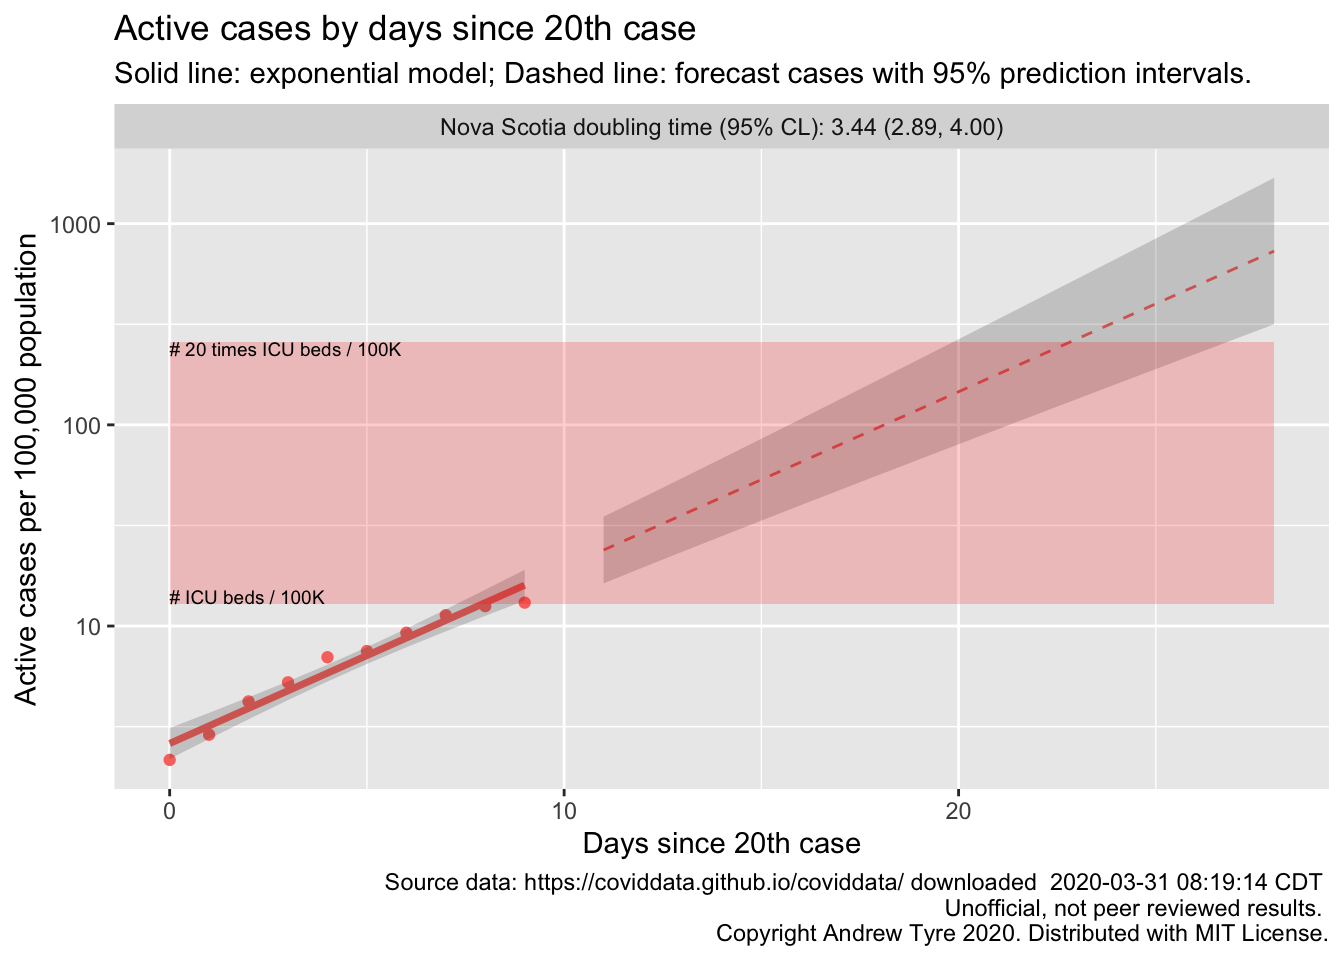 Active cases by days since 20th case
Solid line: exponential model; Dashed line: forecast cases with 95% prediction intervals.
Nova Scotia doubling time (95% CL): 3.44 (2.89, 4.00)
Active cases per 100,000 population
1000
100
10
# 20 times ICU beds / 100K
# ICU beds / 100K
0
10
20
Days since 20th case
Source data: https://coviddata.github.io/coviddata/ downloaded  2020-03-31 08:19:14 CDT
Unofficial, not peer reviewed results.
Copyright Andrew Tyre 2020. Distributed with MIT License.